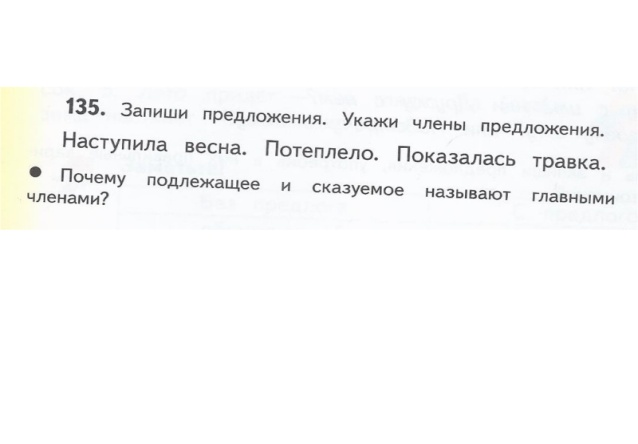 135. Запиши предложения. Укажи члены предложения.
Наступила весна. Потеплело. Показалась травка.
● Почему подлежащее и сказуемое называют главными
членами?